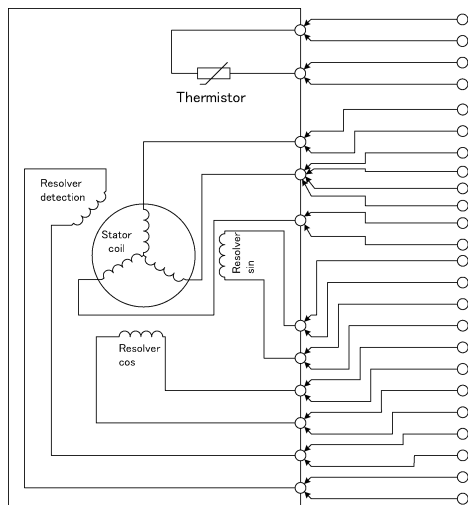 Thermistor
Resolver
detection
Stator
coil
Resolver
sin
Resolver
cos